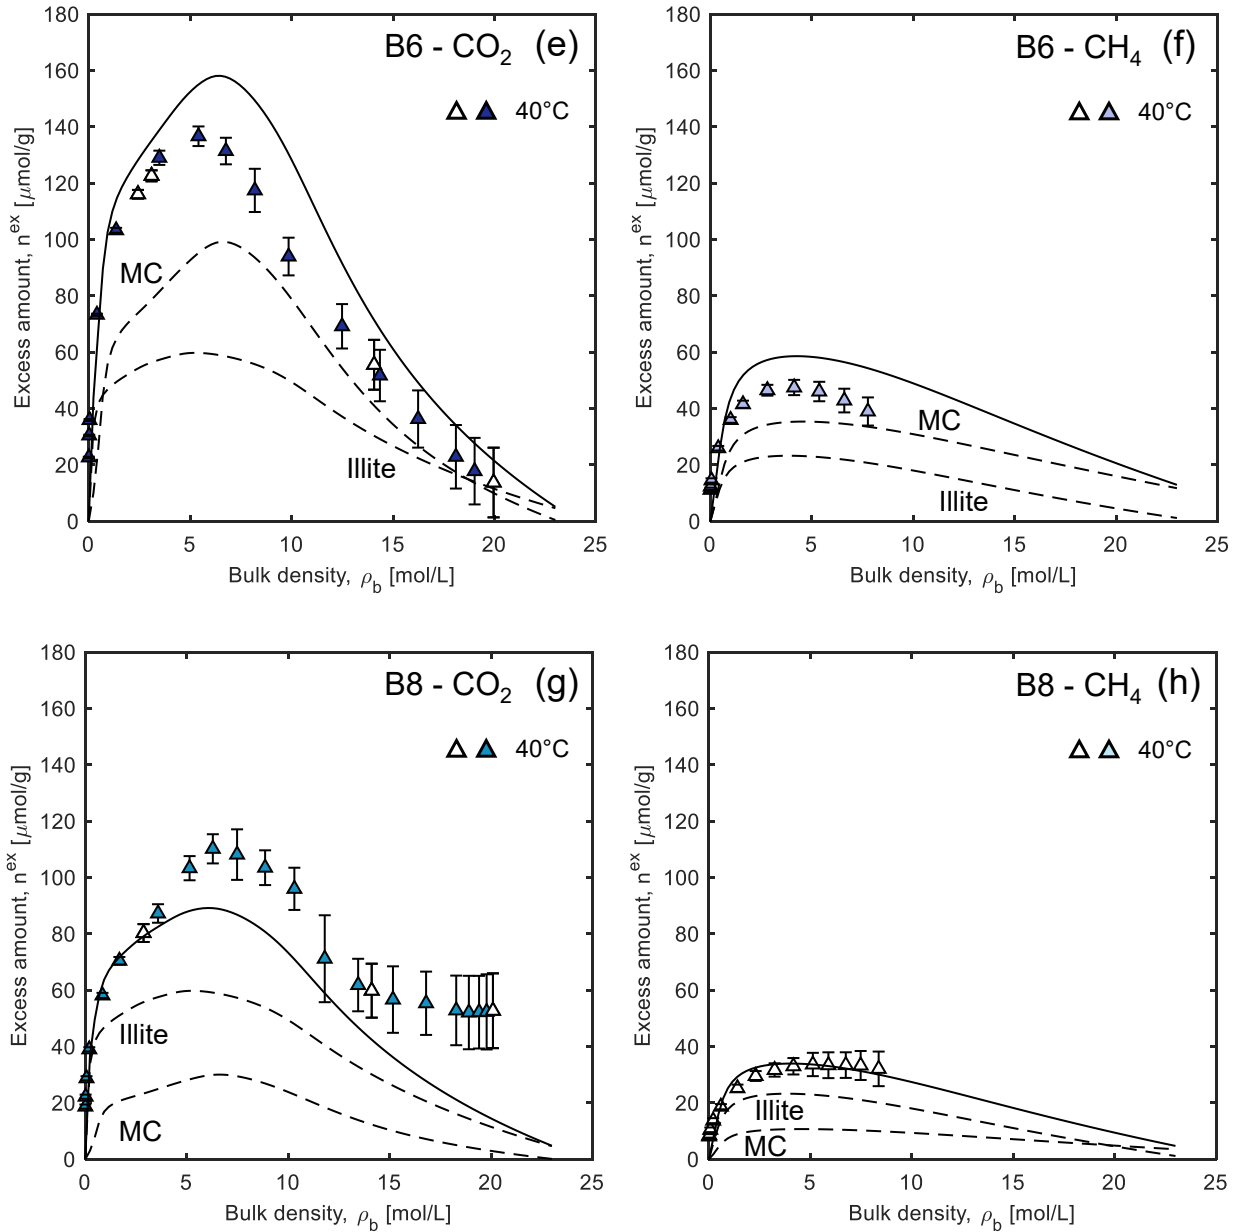 B6 - CO2 (e)
40°C
MC
Illite
Excess amount, n^ex [μmol/g]
0 20 40 60 80 100 120 140 160 180
0 5 10 15 20 25
Bulk density, ρb [mol/L]
B6 - CH4 (f)
40°C
MC
Illite
Excess amount, n^ex [μmol/g]
0 20 40 60 80 100 120 140 160 180
0 5 10 15 20 25
Bulk density, ρb [mol/L]
B8 - CO2 (g)
40°C
Illite
MC
Excess amount, n^ex [μmol/g]
0 20 40 60 80 100 120 140 160 180
0 5 10 15 20 25
Bulk density, ρb [mol/L]
B8 - CH4 (h)
40°C
Illite
MC
Excess amount, n^ex [μmol/g]
0 20 40 60 80 100 120 140 160 180
0 5 10 15 20 25
Bulk density, ρb [mol/L]